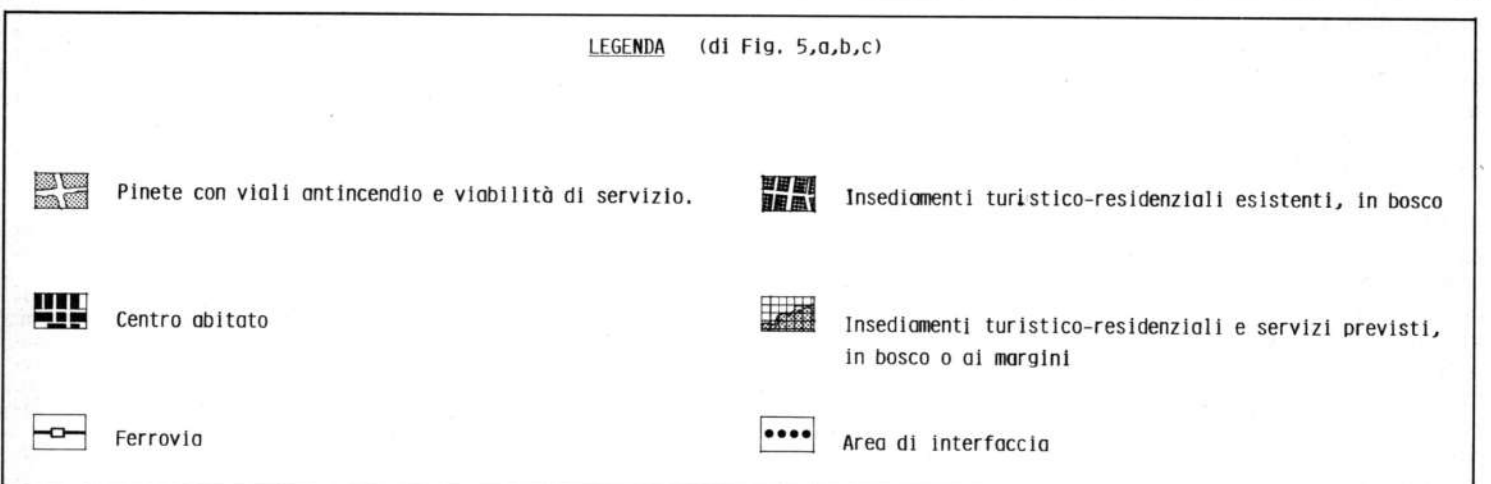 LEGENDA (di Fig. 5,a,b,c)
Pinete con viali antincendio e viabilità di servizio.
Insediamenti turistico-residenziali esistenti, in bosco
Centro abitato
Insediamenti turistico-residenziali e servizi previsti,
in bosco o ai margini
Ferrovia
Area di interfaccia